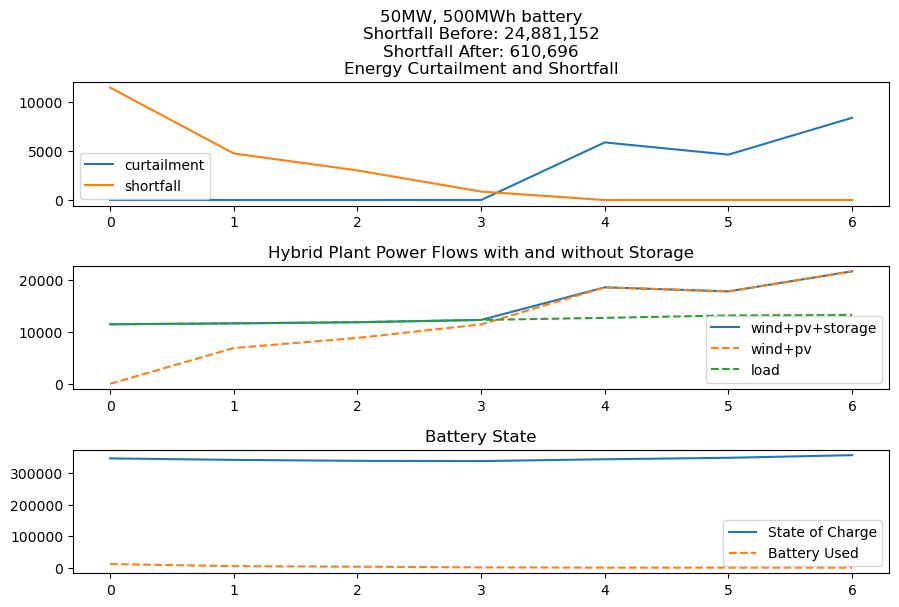 50MW, 500MWh battery
Shortfall Before: 24,881,152
Shortfall After: 610,696
Energy Curtailment and Shortfall
10000
5000
0
curtailment
shortfall
0 1 2 3 4 5 6
Hybrid Plant Power Flows with and without Storage
20000
10000
0
wind+pv+storage
wind+pv
load
0 1 2 3 4 5 6
Battery State
300000
200000
100000
0
State of Charge
Battery Used
0 1 2 3 4 5 6